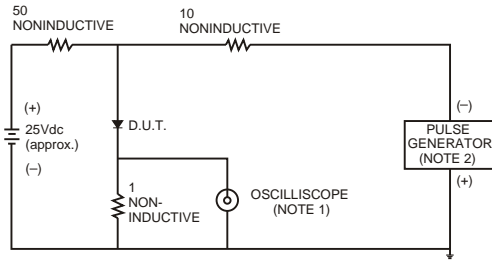 50
NONINDUCTIVE
10
NONINDUCTIVE
(+)
25Vdc
(approx.)
(–)
D.U.T.
1
NON-
INDUCTIVE
OSCILLISCOPE
(NOTE 1)
(–)
PULSE
GENERATOR
(NOTE 2)
(+)